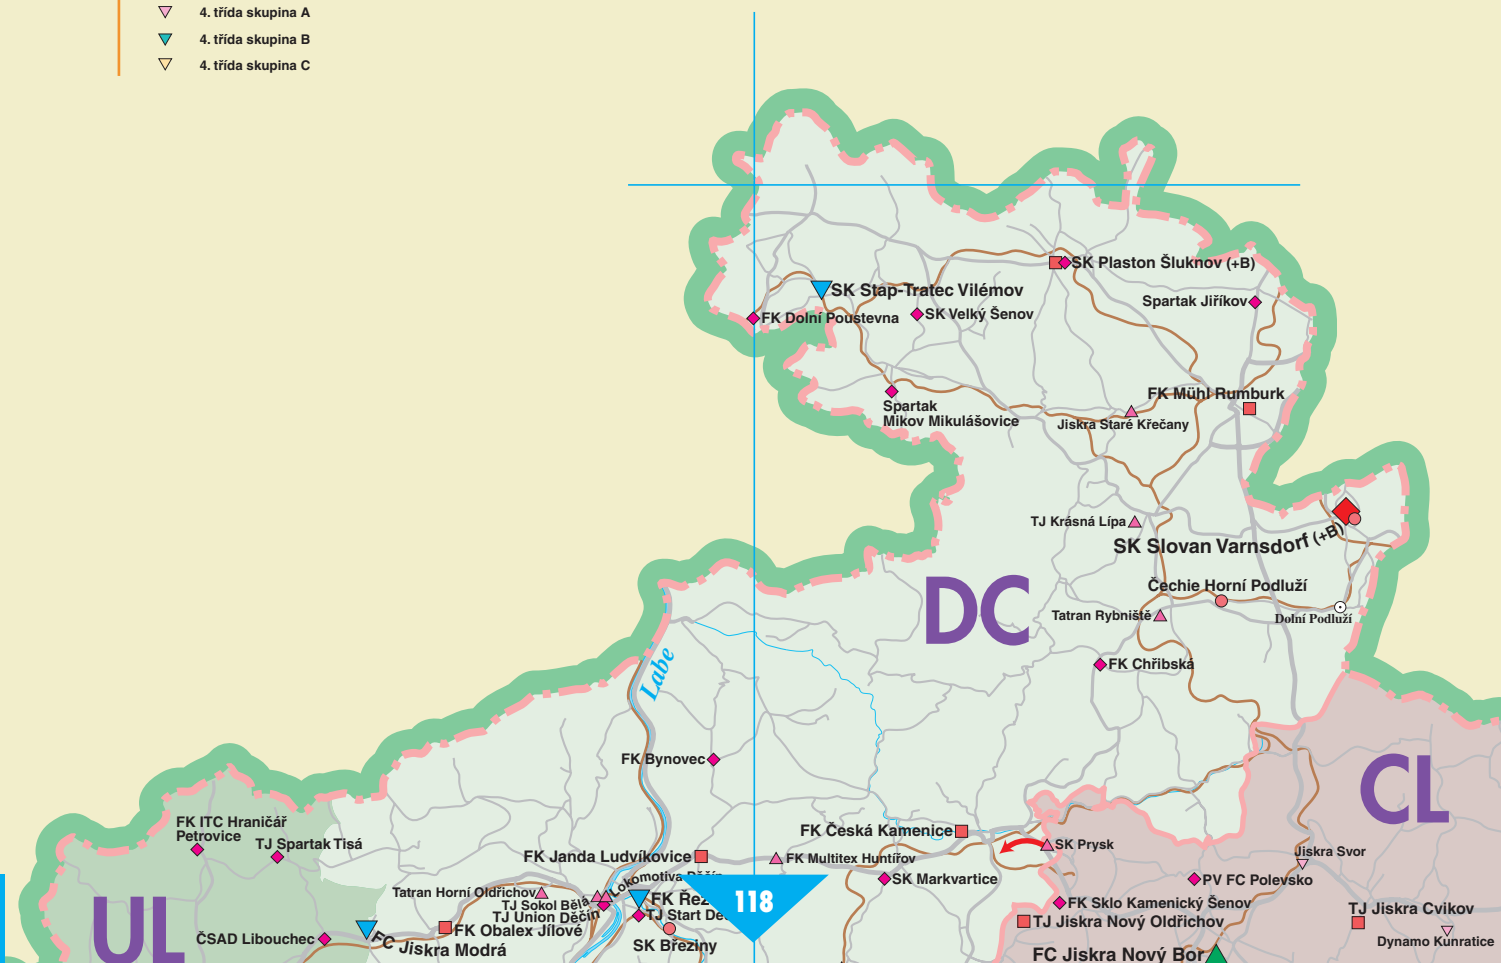 4. třída skupina A
4. třída skupina B
4. třída skupina C
SK Plaston Šluknov (+B)
SK Stap-Tratec Vilémov
Spartak Jiříkov
FK Dolní Poustevna
SK Velký Šenov
FK Mühl Rumburk
Spartak
Mikov Mikulášovice
Jiskra Staré Křečany
TJ Krásná Lípa
SK Slovan Varnsdorf (+B)
DC
Čechie Horní Podluží
Tatran Rybniště
Dolní Podluží
Labe
FK Chřibská
FK Bynovec
CL
FK ITC Hraničář
Petrovice
TJ Spartak Tisá
FK Česká Kamenice
SK Prysk
FK Janda Ludvíkovice
FK Multitex Huntířov
Jiskra Svor
SK Markvartice
PV FC Polevsko
Tatran Horní Oldřichov
Lokomotiva Děčín
TJ Sokol Bělá
118
FK Sklo Kamenický Šenov
TJ Jiskra Cvikov
TJ Union Děčín
TJ Jiskra Nový Oldřichov
UL
FK Obalex Jílové
ČSAD Libouchec
FC Jiskra Modrá
SK Březiny
Dynamo Kunratice
FC Jiskra Nový Bor